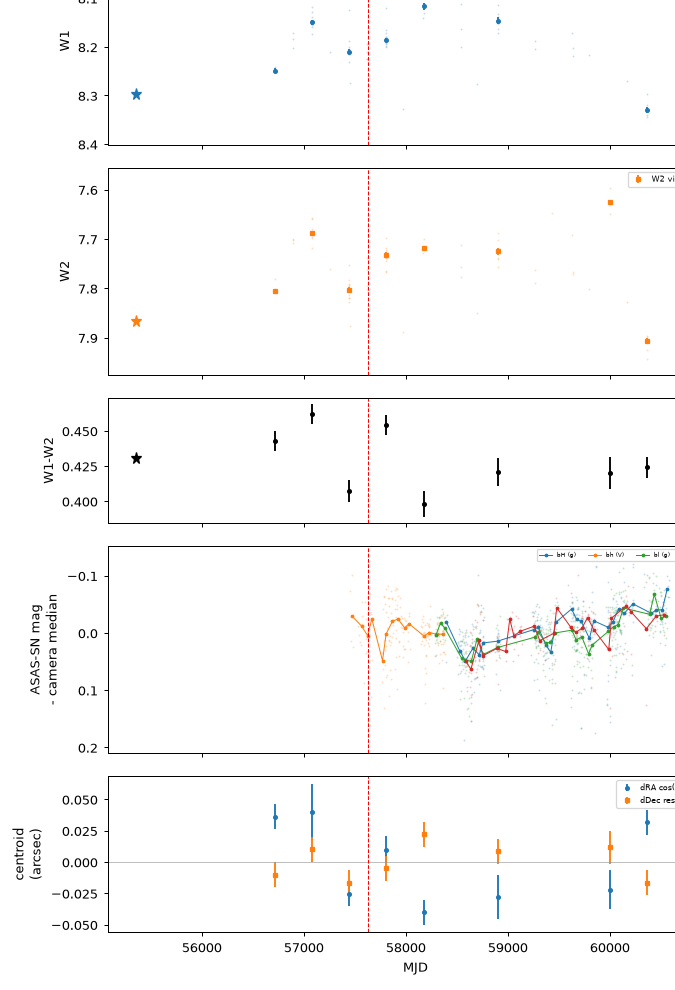 8.1
8.2
8.3
8.4
W1
7.6
7.7
7.8
7.9
W2
W2 vi
0.450
0.425
0.400
W1-W2
−0.1
0.0
0.1
0.2
ASAS-SN mag
- camera median
bH (g)
bh (V)
bl (g)
0.050
0.025
0.000
−0.025
−0.050
centroid
(arcsec)
dRA cos(
dDec res
56000 57000 58000 59000 60000
MJD